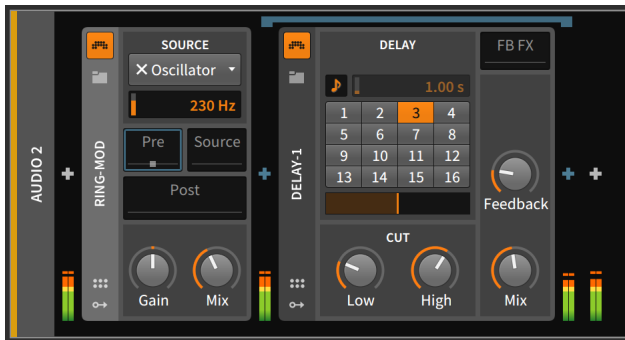 AUDIO 2
RING-MOD
SOURCE
Oscillator
230 Hz
Pre
Source
Post
Gain
Mix
DELAY-1
DELAY
1.00 s
1 2 3 4
5 6 7 8
9 10 11 12
13 14 15 16
CUT
Low
High
FB FX
Feedback
Mix